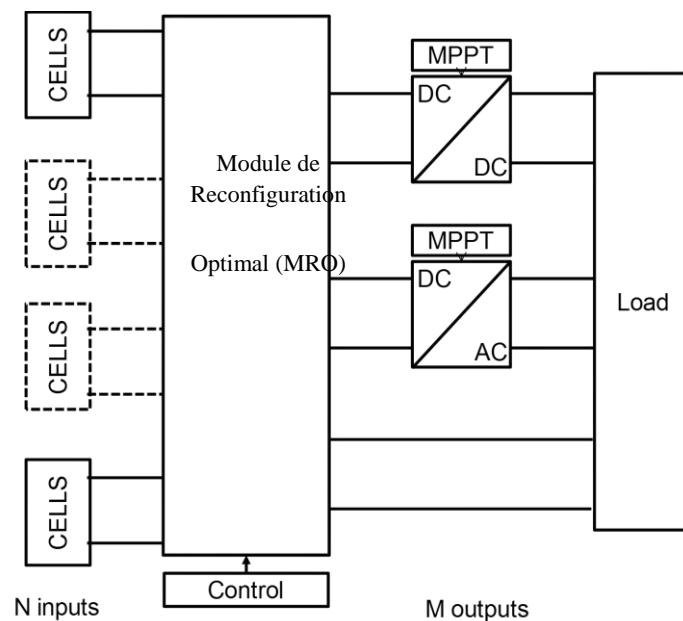 CELLS
CELLS
CELLS
CELLS
Module de
Reconfiguration
Optimal (MRO)
Control
MPPT
DC
DC
MPPT
DC
AC
Load
N inputs
M outputs